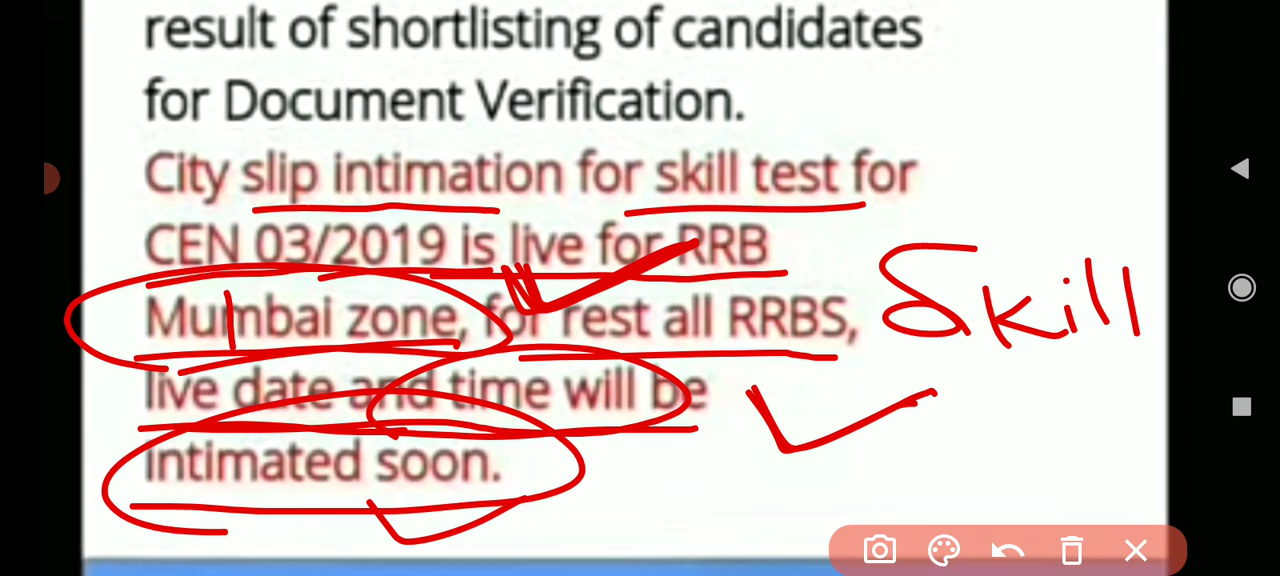 result of shortlisting of candidates
for Document Verification.
City slip intimation for skill test for
CEN 03/2019 is live for RRB
Mumbai zone, for rest all RRBS,
live date and time will be
intimated soon.
Skill